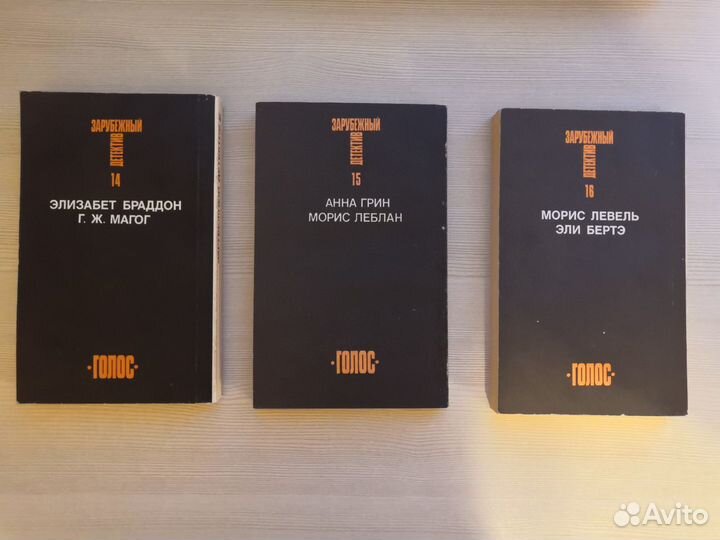 ЗАРУБЕЖНЫЙ
ДЕТЕКТИВ
14
ЭЛИЗАБЕТ БРАДДОН
Г. Ж. МАГОГ
·ГОЛОС·
ЗАРУБЕЖНЫЙ
ДЕТЕКТИВ
15
АННА ГРИН
МОРИС ЛЕБЛАН
·ГОЛОС·
ЗАРУБЕЖНЫЙ
ДЕТЕКТИВ
16
МОРИС ЛЕВЕЛЬ
ЭЛИ БЕРТЭ
·ГОЛОС·
Avito